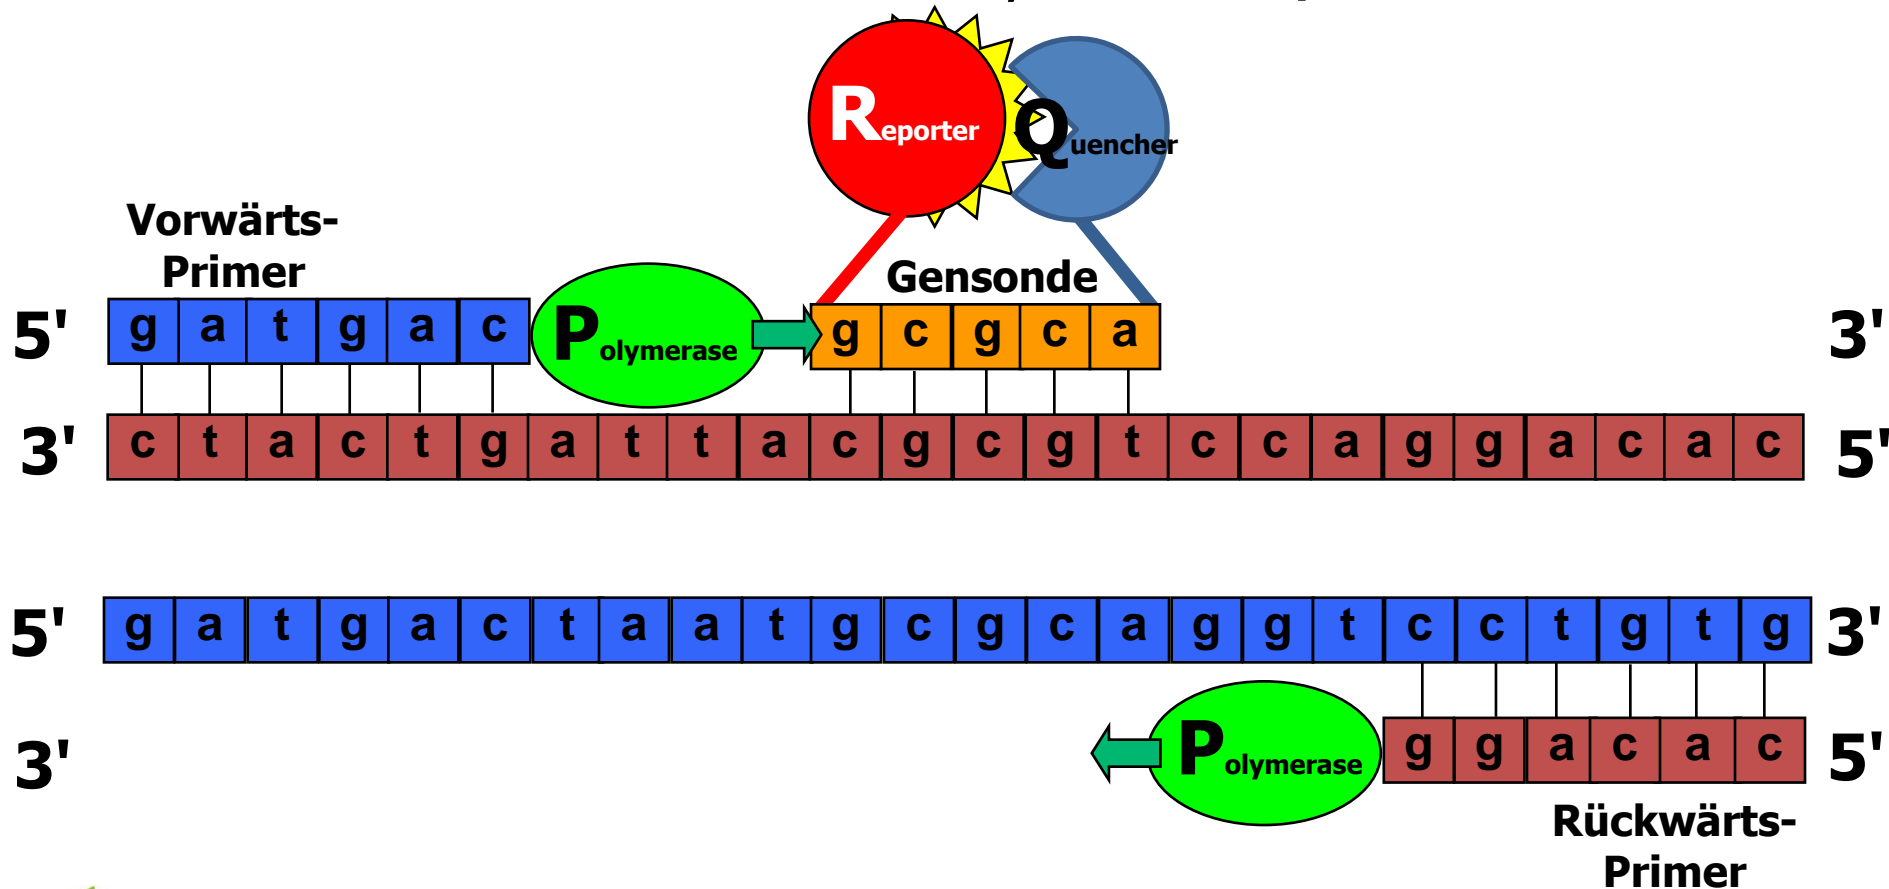 Reporter
Quencher
Vorwärts-
Primer
Gensonde
5' g a t g a c Polymerase g c g c a 3'
3' c t a c t g a t t a c g c g t c c a g g a c a c 5'
5' g a t g a c t a a t g c g c a g g t c c t g t g 3'
3' Polymerase g g a c a c 5'
Rückwärts-
Primer